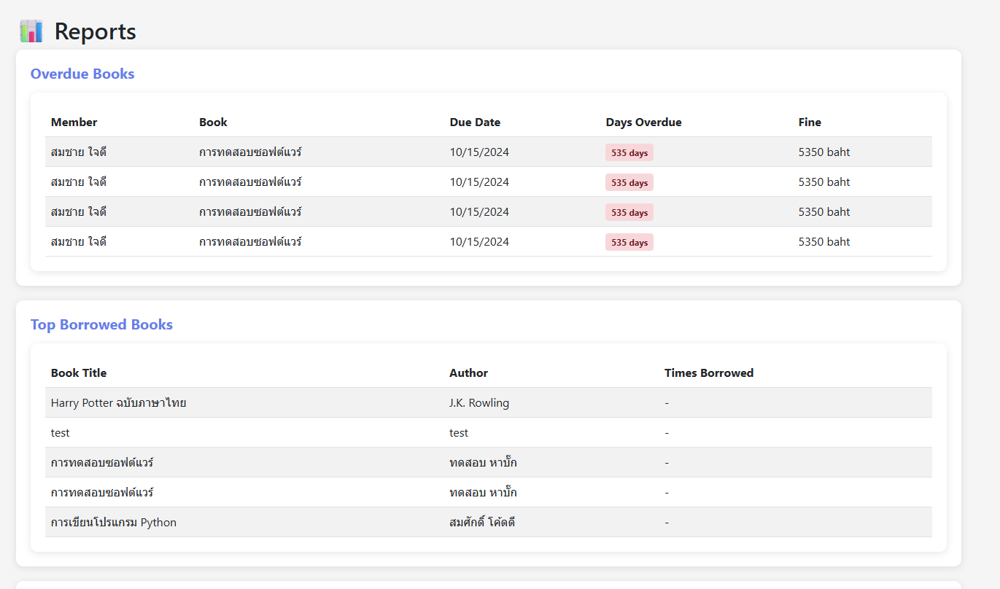 Reports
Overdue Books
Member Book Due Date Days Overdue Fine
สมชาย ใจดี การทดสอบซอฟต์แวร์ 10/15/2024 535 days 5350 baht
สมชาย ใจดี การทดสอบซอฟต์แวร์ 10/15/2024 535 days 5350 baht
สมชาย ใจดี การทดสอบซอฟต์แวร์ 10/15/2024 535 days 5350 baht
สมชาย ใจดี การทดสอบซอฟต์แวร์ 10/15/2024 535 days 5350 baht
Top Borrowed Books
Book Title Author Times Borrowed
Harry Potter ฉบับภาษาไทย J.K. Rowling -
test test -
การทดสอบซอฟต์แวร์ ทดสอบ หาบั๊ก -
การทดสอบซอฟต์แวร์ ทดสอบ หาบั๊ก -
การเขียนโปรแกรม Python สมศักดิ์ โค้ดดี -